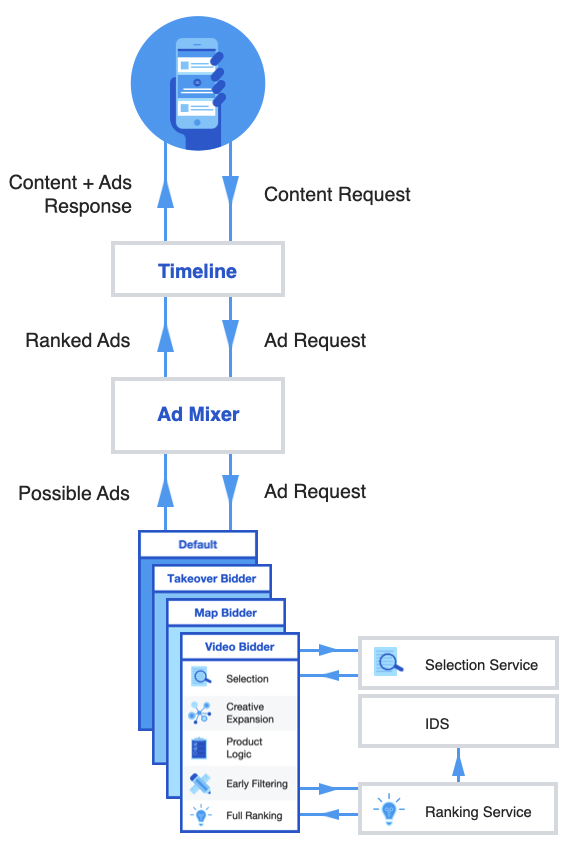 Content + Ads
Response
Content Request
Timeline
Ranked Ads
Ad Request
Ad Mixer
Possible Ads
Ad Request
Default
Takeover Bidder
Map Bidder
Video Bidder
Selection
Creative
Expansion
Product
Logic
Early Filtering
Full Ranking
Selection Service
IDS
Ranking Service